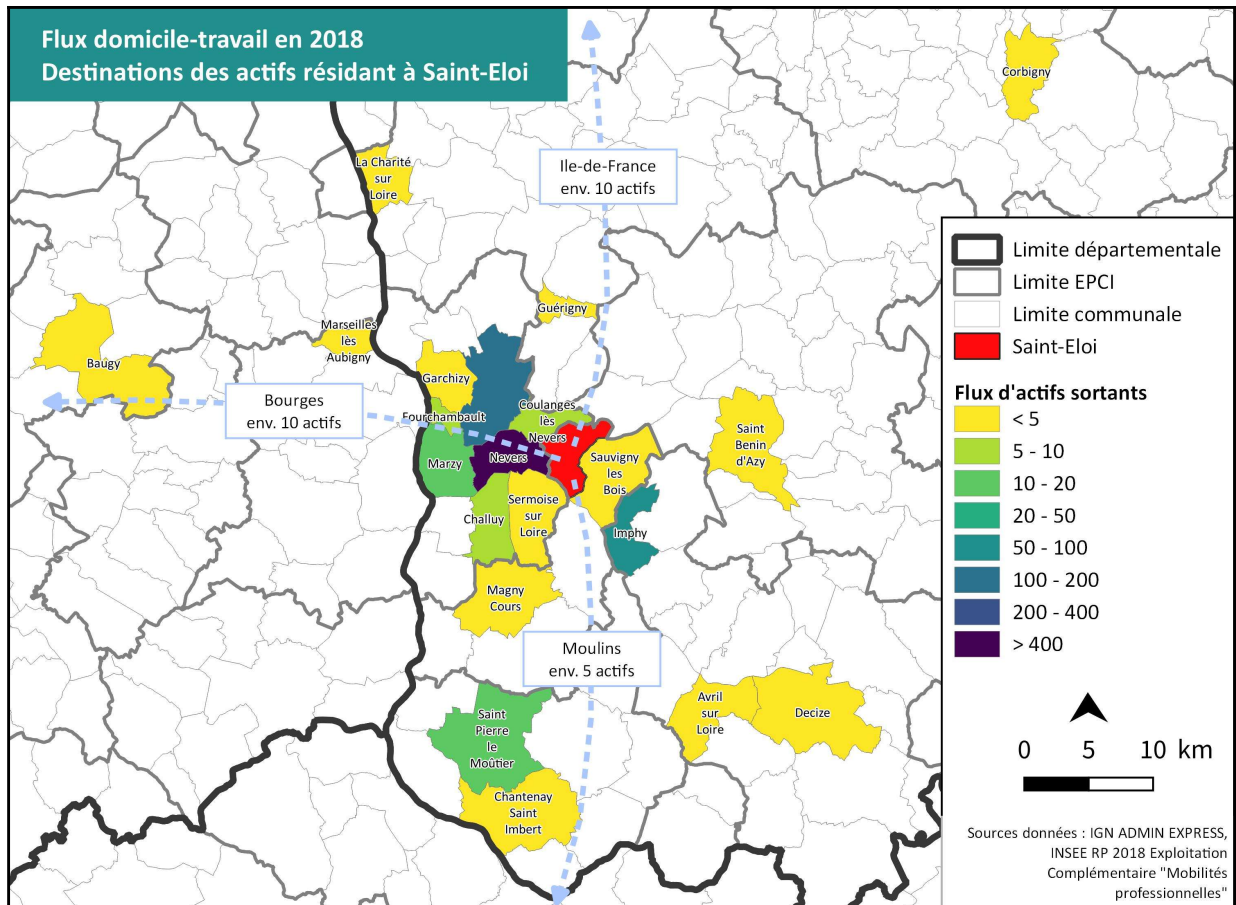 Flux domicile-travail en 2018
Destinations des actifs résidant à Saint-Eloi
Corbigny
La Charité
sur
Loire
Ile-de-France
env. 10 actifs
Guérigny
Marseilles
lès
Aubigny
Baugy
Garchizy
Bourges
env. 10 actifs
Fourchambault
Coulanges
lès
Nevers
Marzy
Nevers
Sauvigny
les
Bois
Saint
Benin
d'Azy
Challuy
Sermoise
sur
Loire
Imphy
Magny
Cours
Moulins
env. 5 actifs
Avril
sur
Loire
Decize
Saint
Pierre
le
Moûtier
Chantenay
Saint
Imbert
Limite départementale
Limite EPCI
Limite communale
Saint-Eloi
Flux d'actifs sortants
< 5
5 - 10
10 - 20
20 - 50
50 - 100
100 - 200
200 - 400
> 400
0 5 10 km
Sources données : IGN ADMIN EXPRESS,
INSEE RP 2018 Exploitation
Complémentaire "Mobilités
professionnelles"